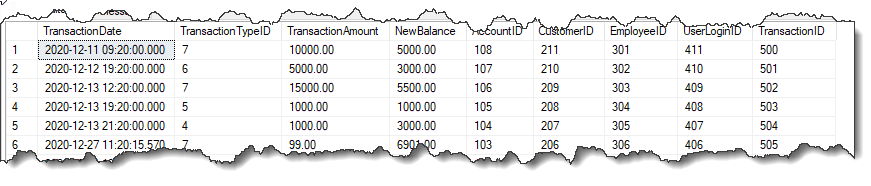 TransactionDate TransactionTypeID TransactionAmount NewBalance AccountID CustomerID EmployeeID UserLoginID TransactionID
1 2020-12-11 09:20:00.000 7 10000.00 5000.00 108 211 301 411 500
2 2020-12-12 19:20:00.000 6 5000.00 3000.00 107 210 302 410 501
3 2020-12-13 12:20:00.000 7 15000.00 5500.00 106 209 303 409 502
4 2020-12-13 19:20:00.000 5 1000.00 1000.00 105 208 304 408 503
5 2020-12-13 21:20:00.000 4 1000.00 3000.00 104 207 305 407 504
6 2020-12-27 11:20:15.570 7 99.00 6901.00 103 206 306 406 505